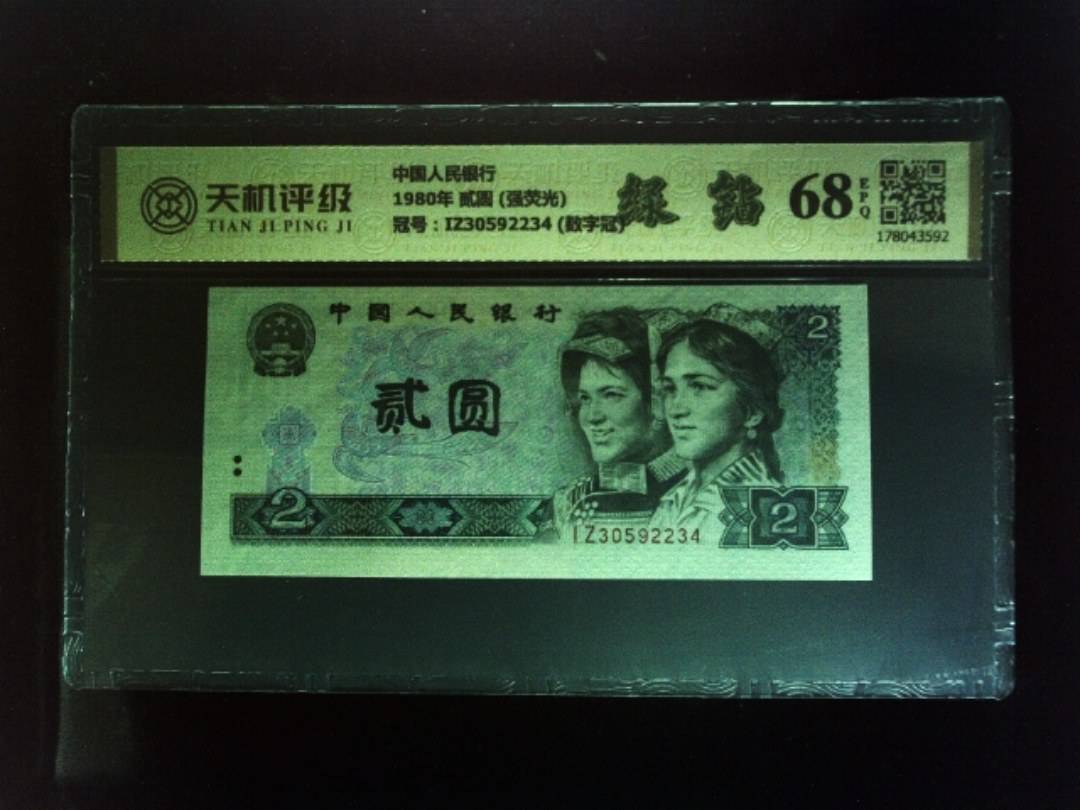 天机评级
TIAN JI PING JI
中国人民银行
1980年 贰圆 (强荧光)
冠号：IZ30592234 (数字冠)
绿钻
68
EPQ
178043592
中国人民银行
2
贰圆
2
2
IZ30592234